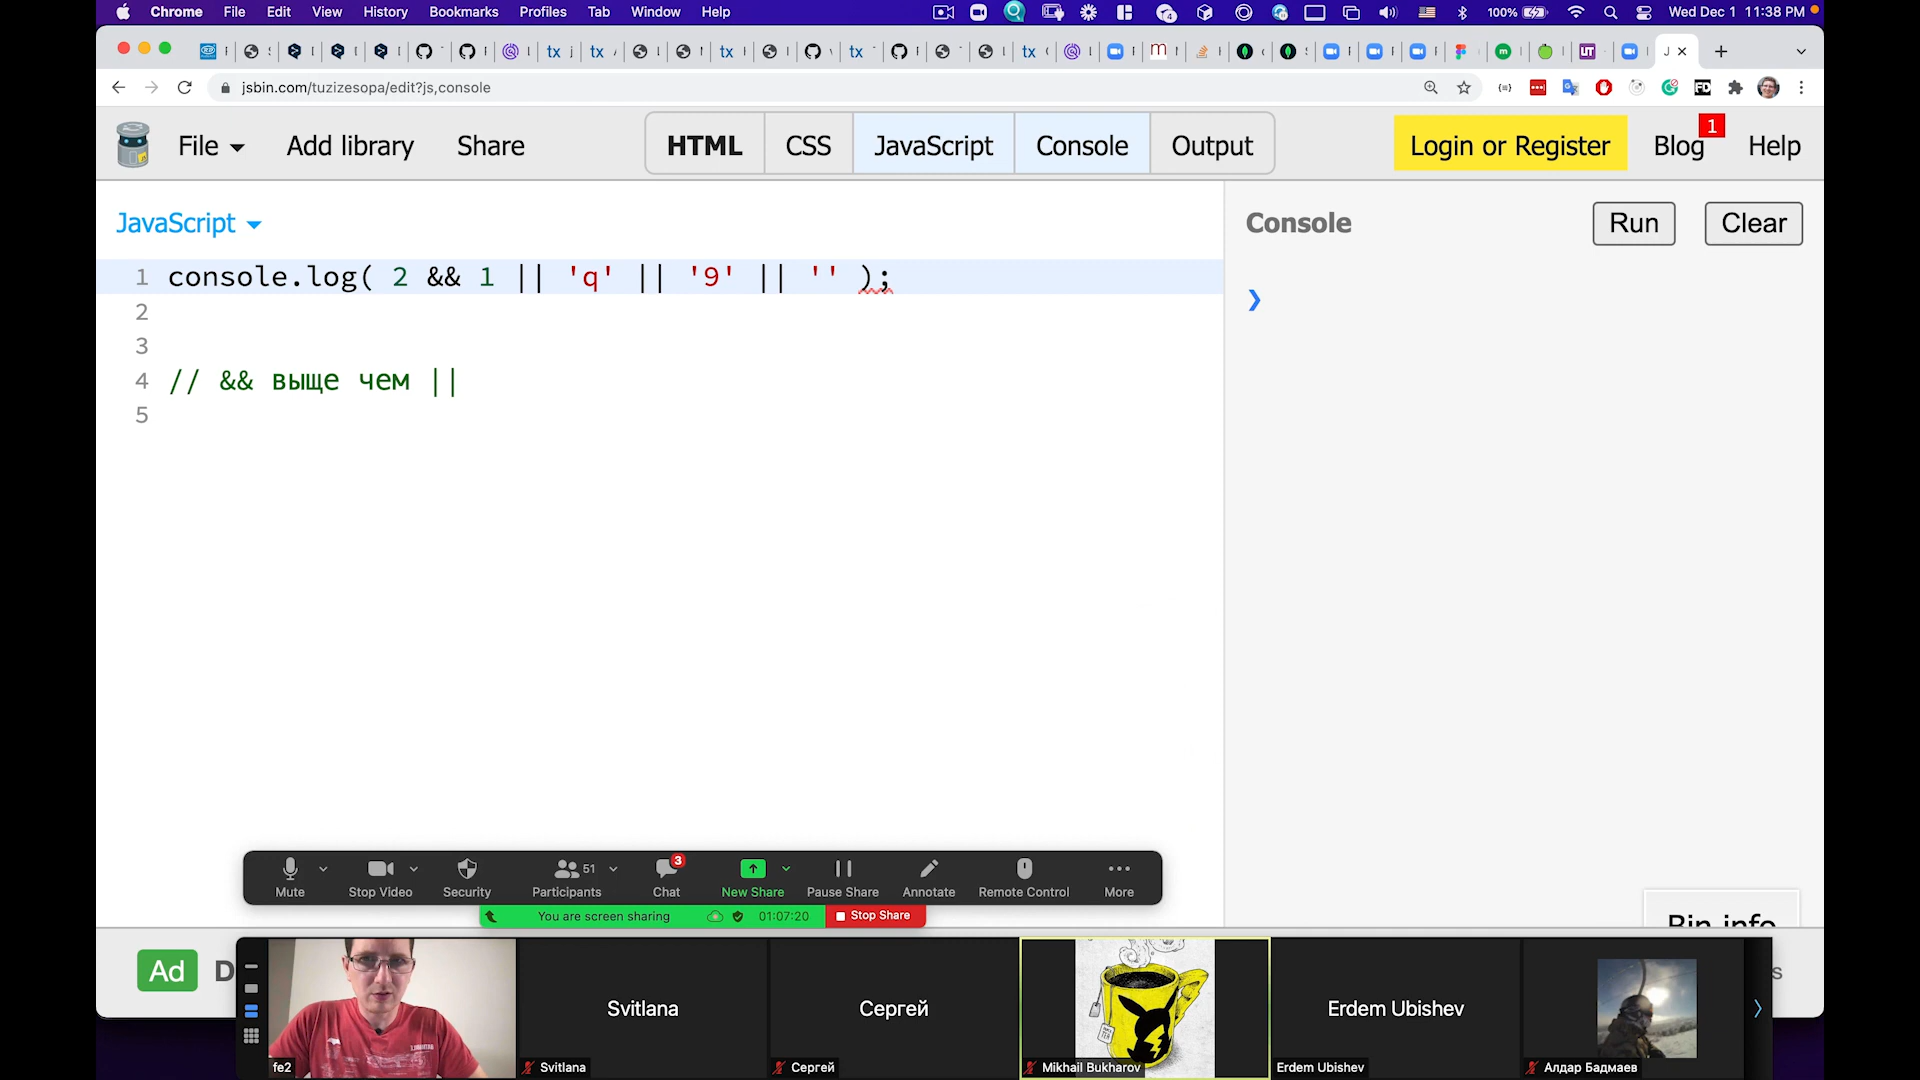 Chrome File Edit View History Bookmarks Profiles Tab Window Help 100% Wed Dec 1 11:38 PM
jsbin.com/tuzizesopa/edit?js,console
File Add library Share HTML CSS JavaScript Console Output Login or Register Blog 1 Help
JavaScript
Console Run Clear
1 console.log( 2 && 1 || 'q' || '9' || '' );
2
3
4 // && выще чем ||
5
Mute Stop Video Security Participants 51 Chat 3 New Share Pause Share Annotate Remote Control More
You are screen sharing 01:07:20 Stop Share
Bin info
Ad D
Svitlana Сергей Erdem Ubishev
fe2 Svitlana Сергей Mikhail Bukharov Erdem Ubishev Алдар Бадмаев